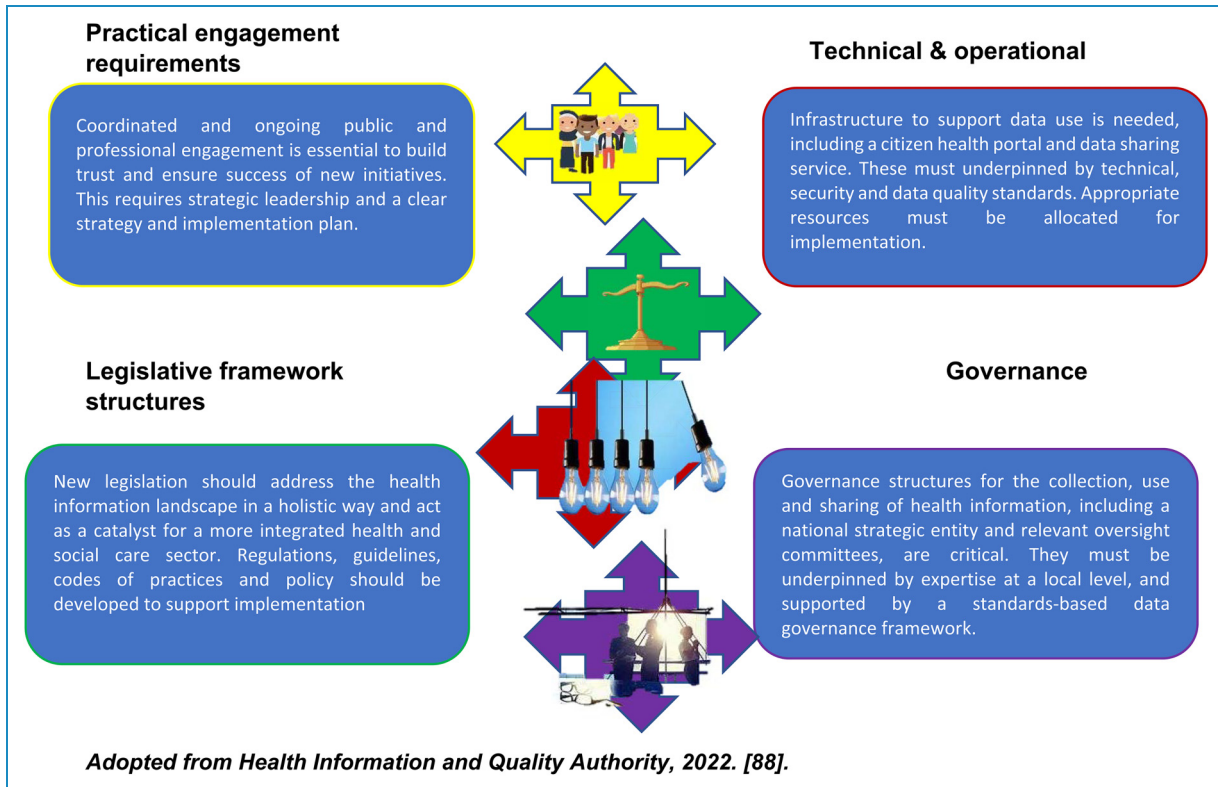 Practical engagement
requirements
Coordinated and ongoing public and
professional engagement is essential to build
trust and ensure success of new initiatives.
This requires strategic leadership and a clear
strategy and implementation plan.
Technical & operational
Infrastructure to support data use is needed,
including a citizen health portal and data sharing
service. These must underpinned by technical,
security and data quality standards. Appropriate
resources must be allocated for
implementation.
Legislative framework
structures
New legislation should address the health
information landscape in a holistic way and act
as a catalyst for a more integrated health and
social care sector. Regulations, guidelines,
codes of practices and policy should be
developed to support implementation
Governance
Governance structures for the collection, use
and sharing of health information, including a
national strategic entity and relevant oversight
committees, are critical. They must be
underpinned by expertise at a local level, and
supported by a standards-based data
governance framework.
Adopted from Health Information and Quality Authority, 2022. [88].